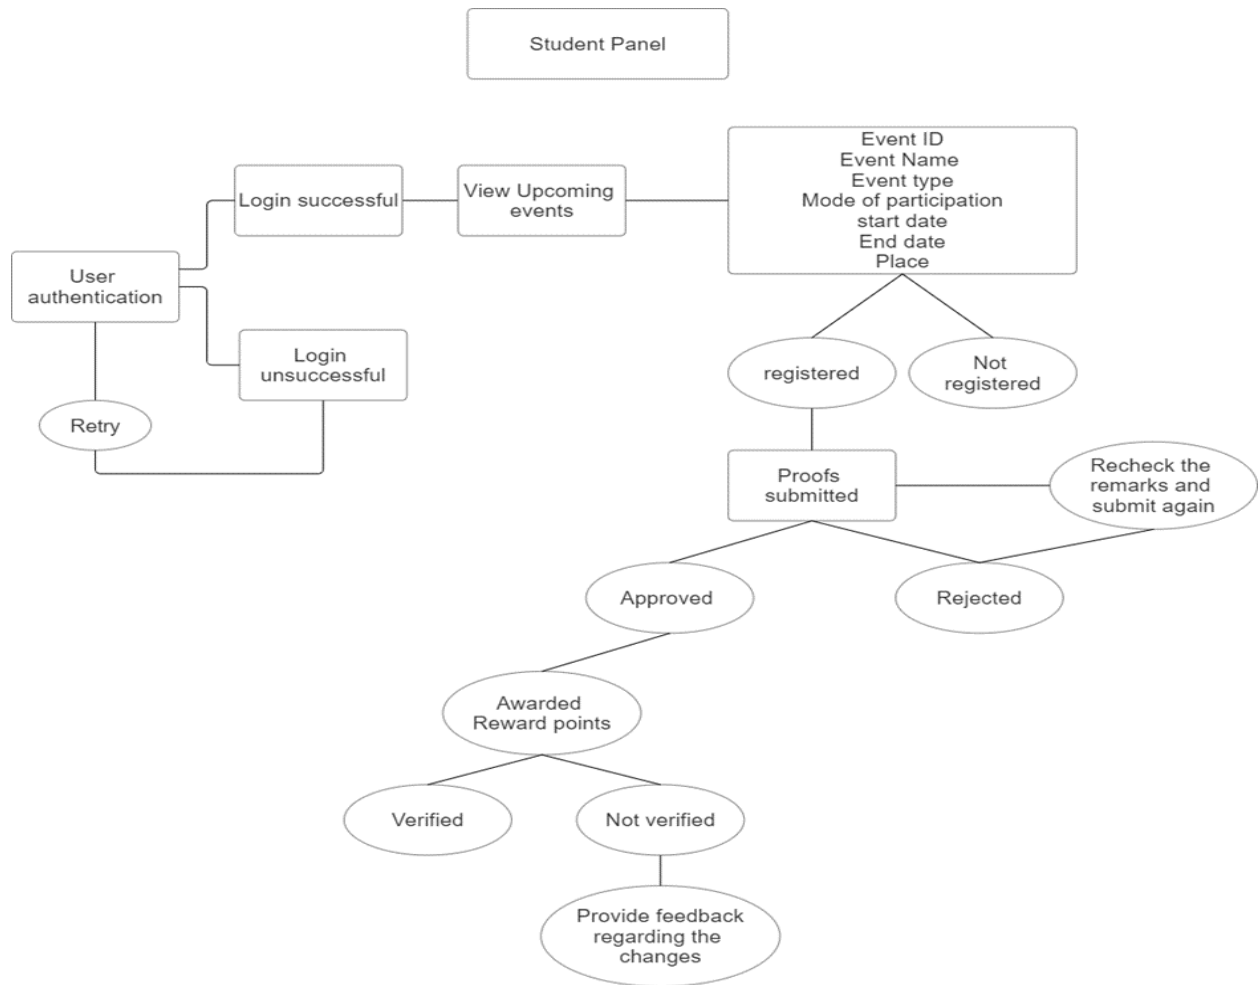 Student Panel
Event ID
Event Name
Event type
Mode of participation
start date
End date
Place
Login successful
View Upcoming
events
User
authentication
Login
unsuccessful
Retry
registered
Not
registered
Proofs
submitted
Recheck the
remarks and
submit again
Approved
Rejected
Awarded
Reward points
Verified
Not verified
Provide feedback
regarding the
changes